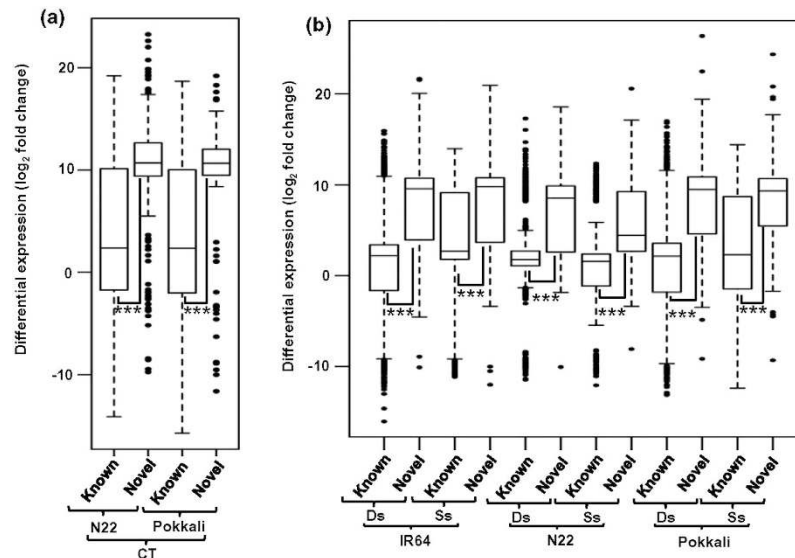 (a)
Differential expression (log₂ fold change)
20
10
0
-10
***
***
Known
Novel
Known
Novel
N22
Pokkali
CT
(b)
Differential expression (log₂ fold change)
20
10
0
-10
***
***
***
***
***
***
Known
Novel
Known
Novel
Known
Novel
Known
Novel
Known
Novel
Known
Novel
Ds
Ss
Ds
Ss
Ds
Ss
IR64
N22
Pokkali